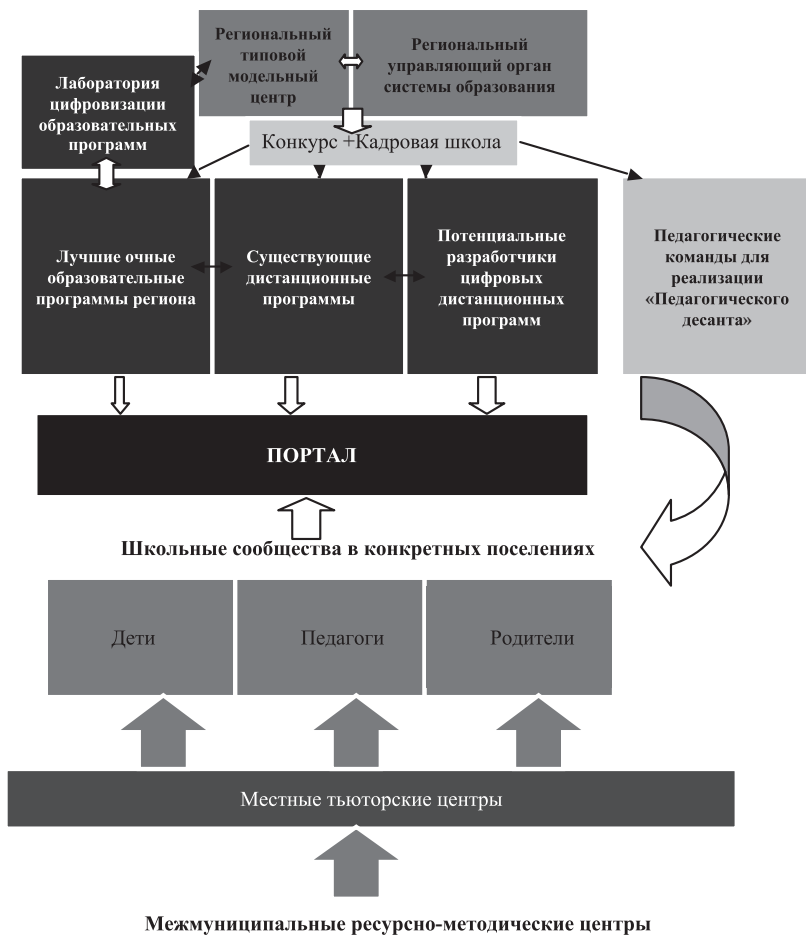 Региональный
типовой
модельный
центр
Региональный
управляющий орган
системы образования
Лаборатория
цифровизации
образовательных
программ
Конкурс +Кадровая школа
Лучшие очные
образовательные
программы региона
Существующие
дистанционные
программы
Потенциальные
разработчики
цифровых
дистанционных
программ
Педагогические
команды для
реализации
«Педагогического
десанта»
ПОРТАЛ
Школьные сообщества в конкретных поселениях
Дети
Педагоги
Родители
Местные тьюторские центры
Межмуниципальные ресурсно-методические центры